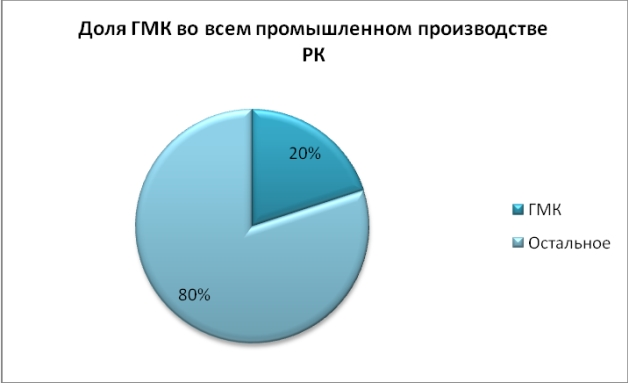 Доля ГМК во всем промышленном производстве
РК
20%
80%
ГМК
Остальное